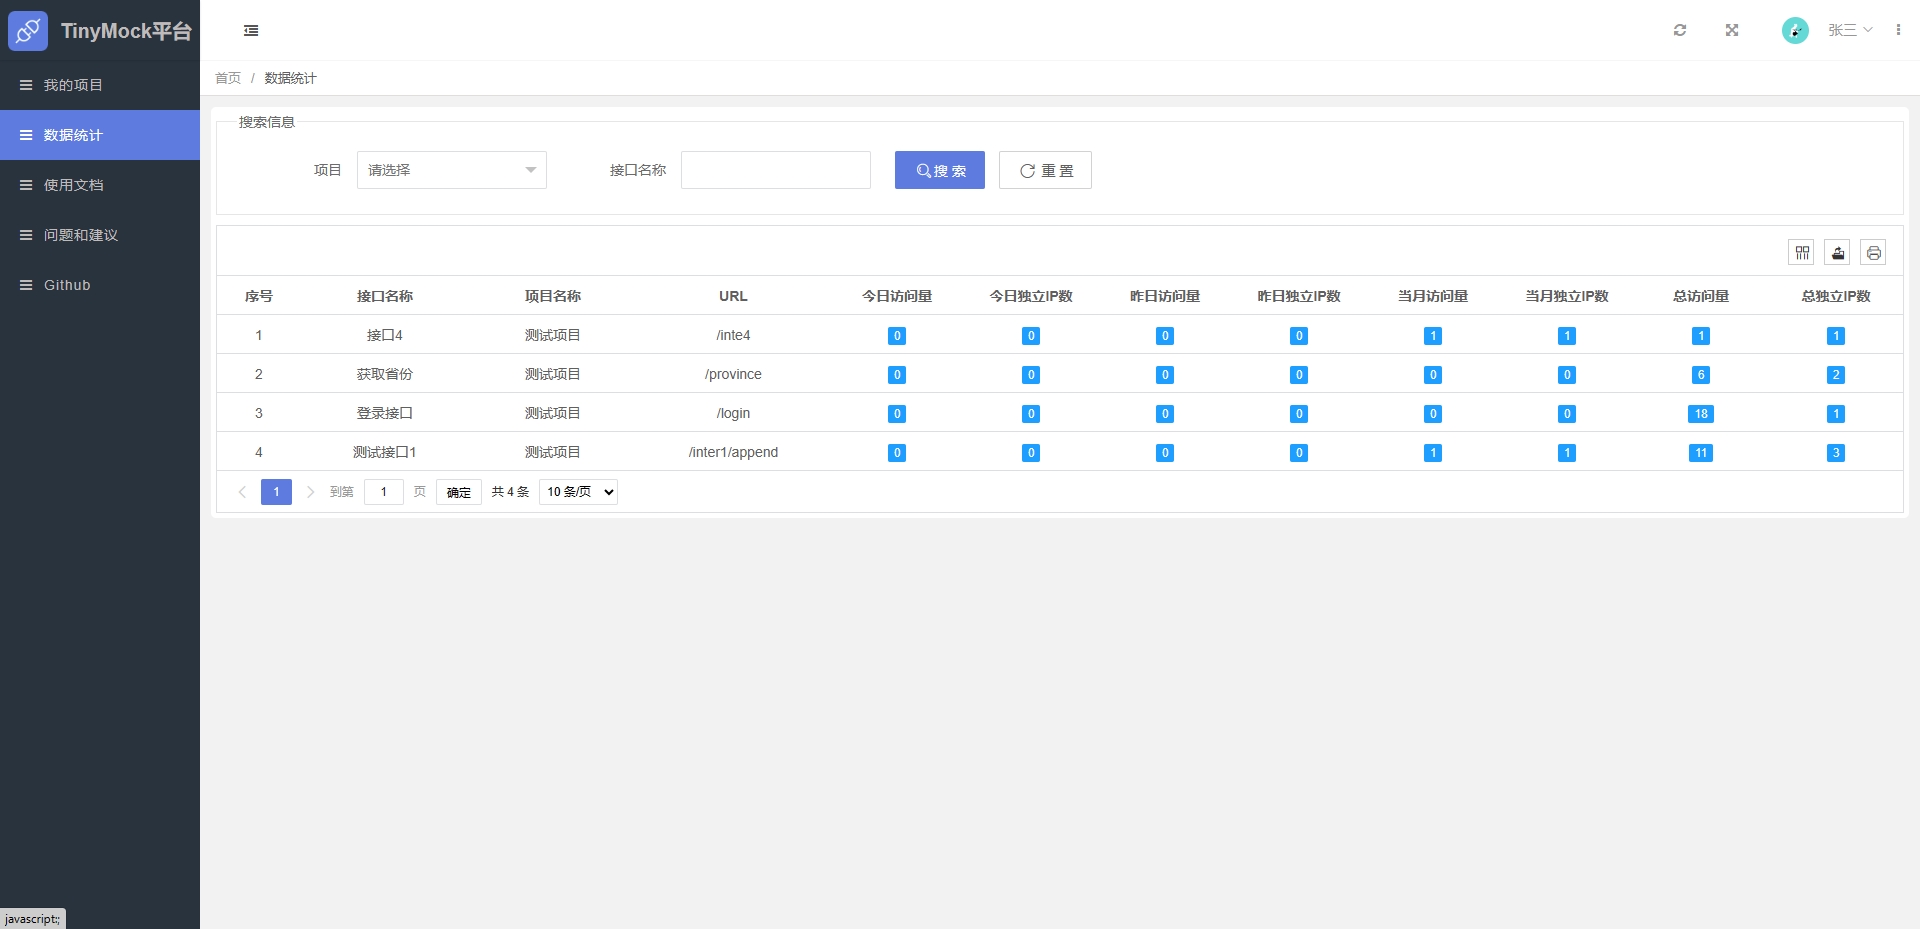 TinyMock平台
张三
我的项目
数据统计
使用文档
问题和建议
Github
首页 / 数据统计
搜索信息
项目 请选择 接口名称 搜 索 重 置
序号 接口名称 项目名称 URL 今日访问量 今日独立IP数 昨日访问量 昨日独立IP数 当月访问量 当月独立IP数 总访问量 总独立IP数
1 接口4 测试项目 /inte4 0 0 0 0 1 1 1 1
2 获取省份 测试项目 /province 0 0 0 0 0 0 6 2
3 登录接口 测试项目 /login 0 0 0 0 0 0 18 1
4 测试接口1 测试项目 /inter1/append 0 0 0 0 1 1 11 3
1 到第 1 页 确定 共 4 条 10 条/页
javascript:;